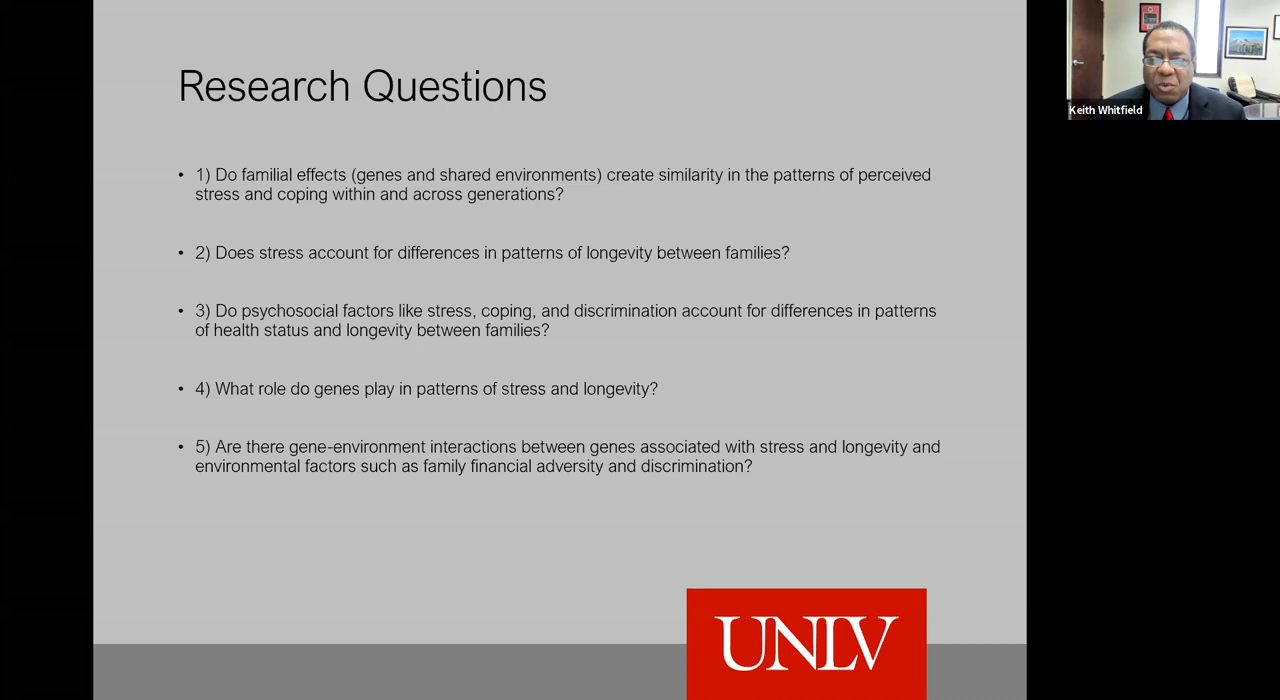 Research Questions
• 1) Do familial effects (genes and shared environments) create similarity in the patterns of perceived
stress and coping within and across generations?
• 2) Does stress account for differences in patterns of longevity between families?
• 3) Do psychosocial factors like stress, coping, and discrimination account for differences in patterns
of health status and longevity between families?
• 4) What role do genes play in patterns of stress and longevity?
• 5) Are there gene-environment interactions between genes associated with stress and longevity and
environmental factors such as family financial adversity and discrimination?
UNLV
Keith Whitfield